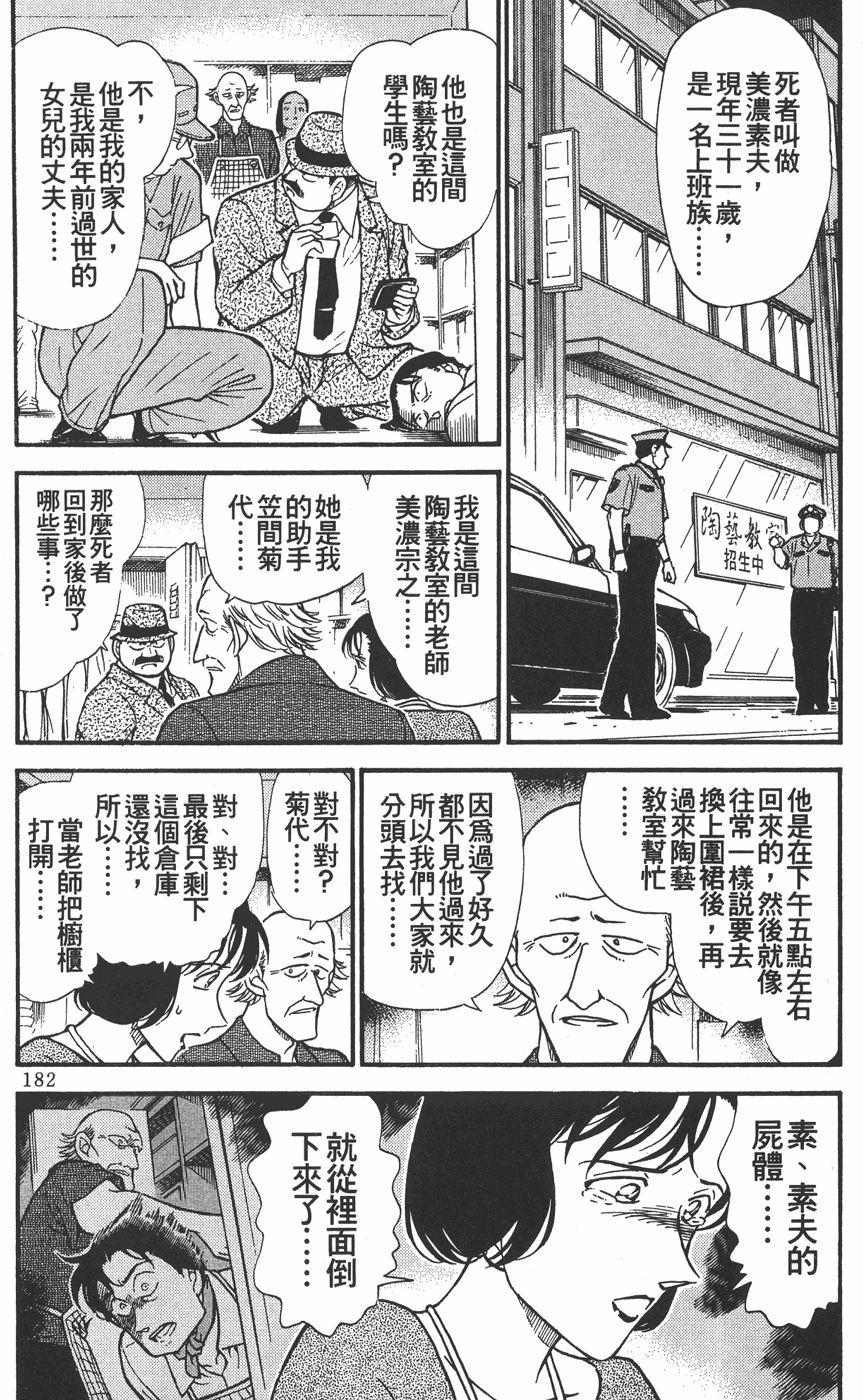 死者叫做
美濃素夫，
現年三十一歲，
是一名上班族……
陶藝教室
招生中
他也是這間
陶藝教室的
學生嗎？
不，
他是我的家人，
是我兩年前過世的
女兒的丈夫……
我是這間
陶藝教室的老師
美濃宗之……
她是我
的助手
笠間菊
代……
那麼死者
回到家後做了
哪些事…？
他是在下午五點左右
回來的，然後就像
往常一樣説要去
換上圍裙後，再
過來陶藝
教室幫忙
……
因爲過了好久
都不見他過來，
所以我們大家就
分頭去找……
對不對？
菊代……
對、對…
最後只剩下
這個倉庫
還沒找，
所以……
當老師把櫥櫃
打開……
182
素、素夫的
屍體……
就從裡面倒
下來了……